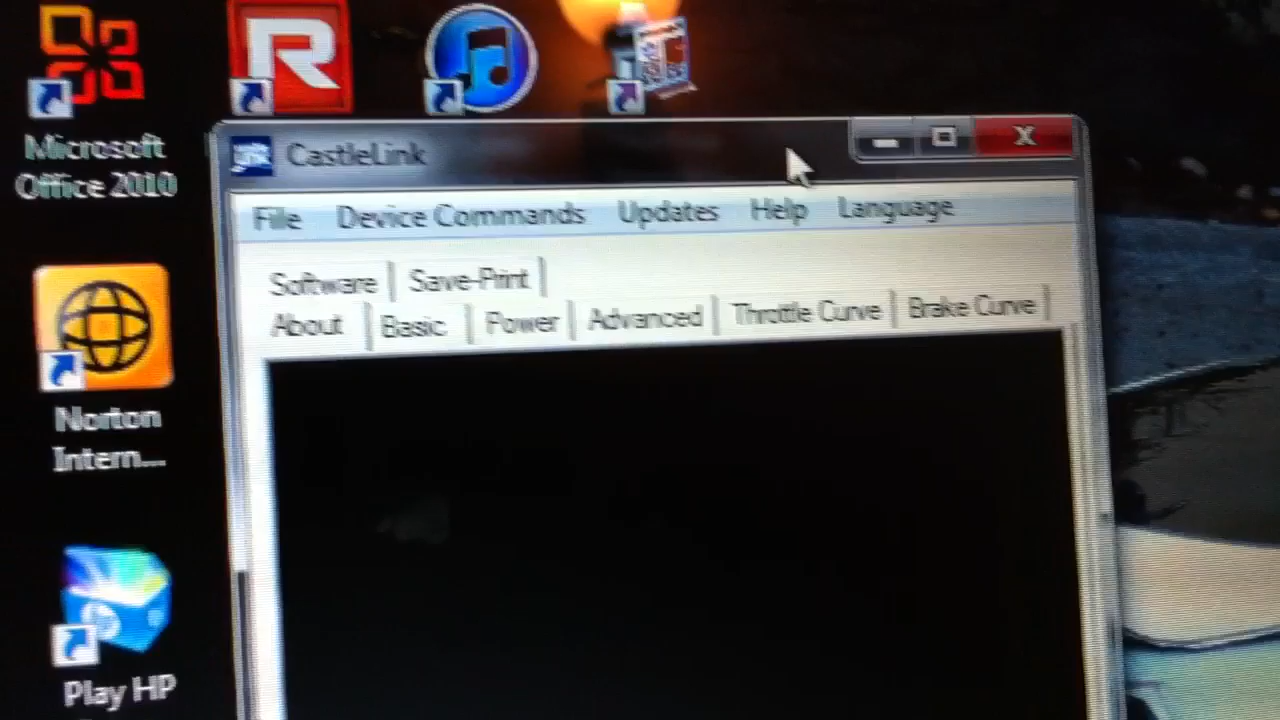 Microsoft
Office 2010
CastleLink
File Device Commands Updates Help Language
Software Save-Print
About Basic Power Advanced Throttle Curve Brake Curve
Norton
Intern...
Play HP